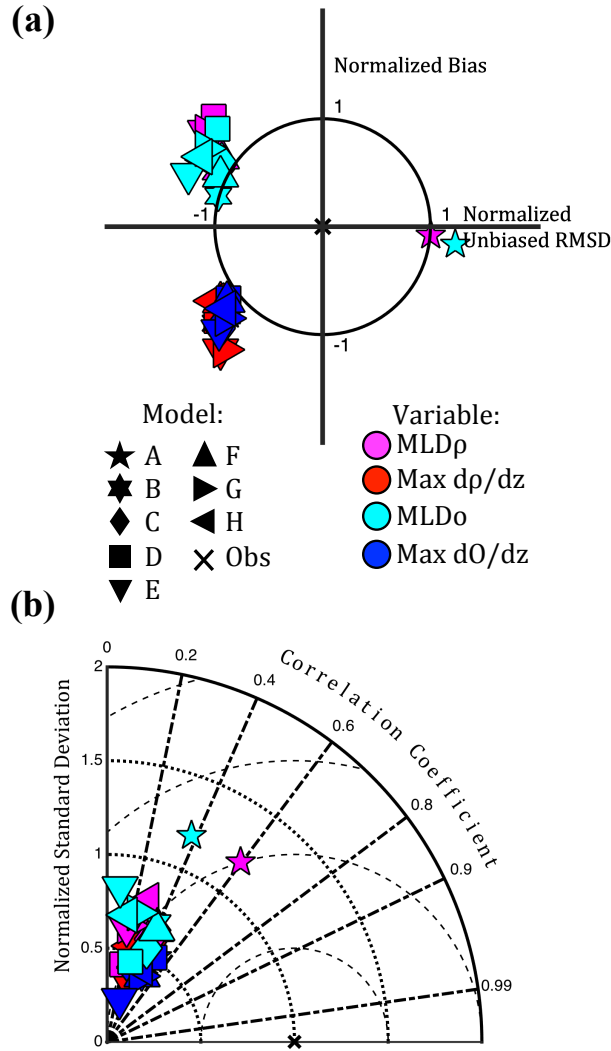 (a)
Normalized Bias
1
-1
1
Normalized
Unbiased RMSD
-1
Model:
Variable:
A
F
MLDρ
B
G
Max dρ/dz
C
H
MLDo
D
Obs
Max dO/dz
E
(b)
0
0.2
0.4
0.6
0.8
0.9
0.99
Correlation Coefficient
Normalized Standard Deviation
2
1.5
1
0.5
0